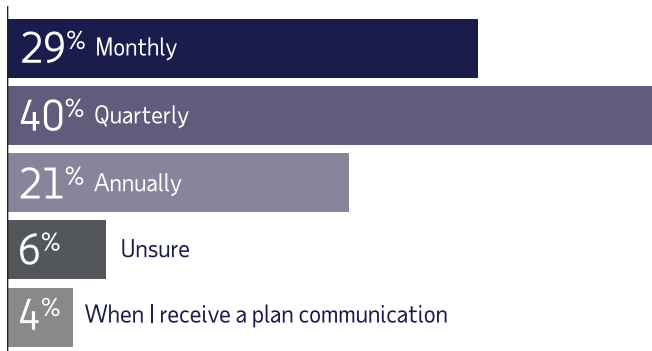 29% Monthly
40% Quarterly
21% Annually
6% Unsure
4% When I receive a plan communication